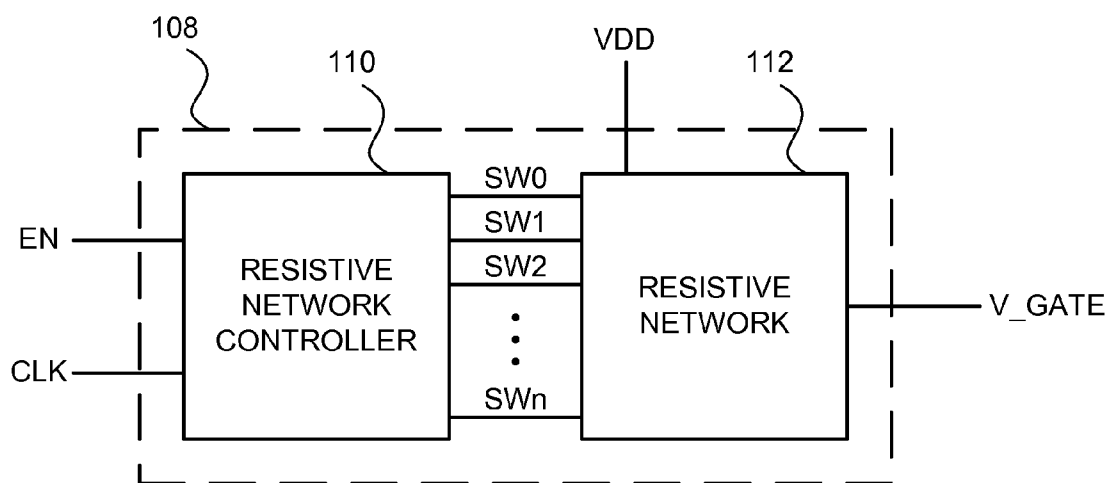 108
110
VDD
112
SW0
SW1
SW2
SWn
EN
CLK
RESISTIVE
NETWORK
CONTROLLER
RESISTIVE
NETWORK
V_GATE